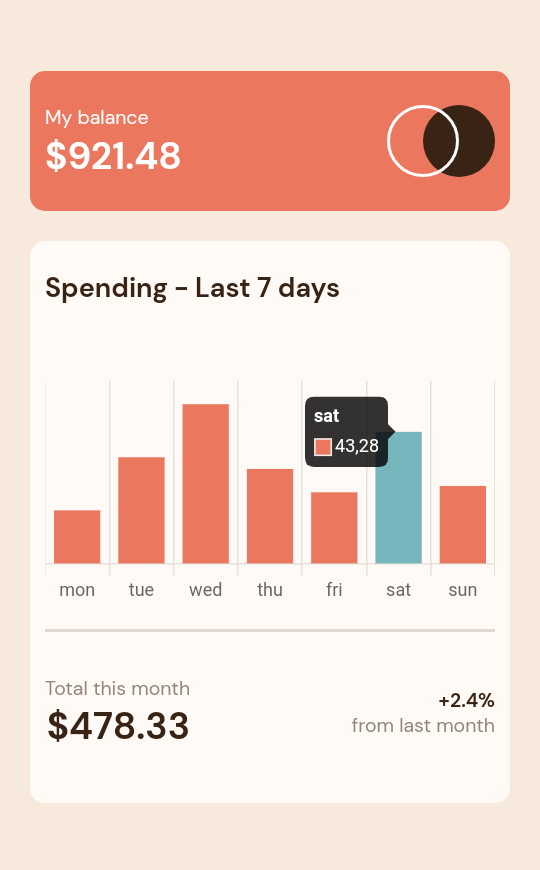 My balance
$921.48
Spending - Last 7 days
sat
43,28
mon tue wed thu fri sat sun
Total this month
$478.33
+2.4%
from last month